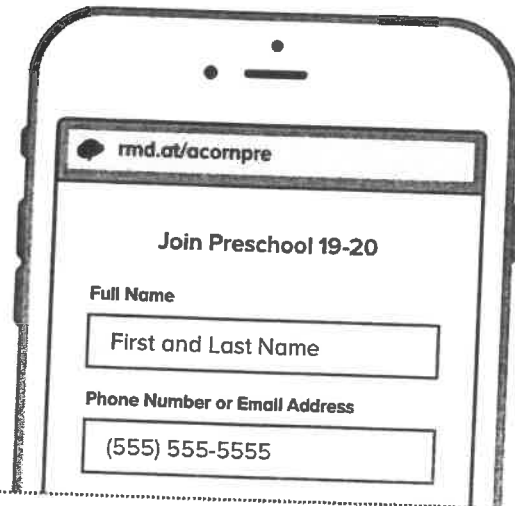 rmd.at/acornpre
Join Preschool 19-20
Full Name
First and Last Name
Phone Number or Email Address
(555) 555-5555